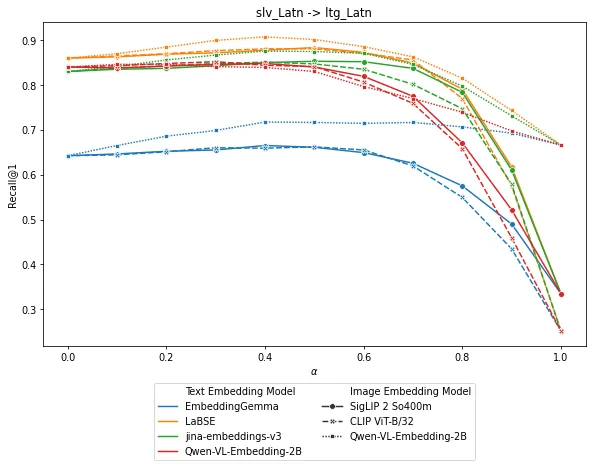 slv_Latn -> ltg_Latn
Recall@1
0.9
0.8
0.7
0.6
0.5
0.4
0.3
0.0 0.2 0.4 0.6 0.8 1.0
α
Text Embedding Model Image Embedding Model
EmbeddingGemma SigLIP 2 So400m
LaBSE CLIP ViT-B/32
jina-embeddings-v3 Qwen-VL-Embedding-2B
Qwen-VL-Embedding-2B